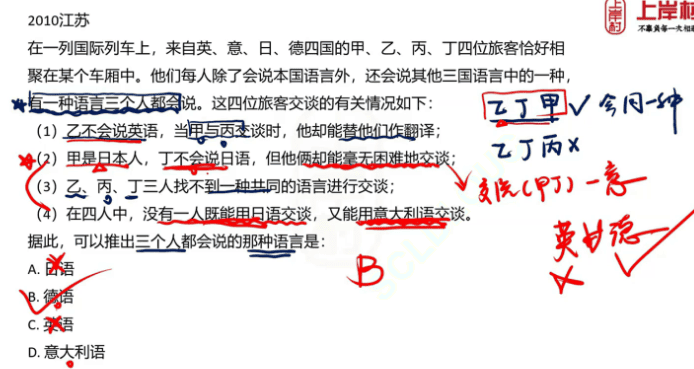 2010江苏
上岸村
不辜负每一次相遇
在一列国际列车上，来自英、意、日、德四国的甲、乙、丙、丁四位旅客恰好相
聚在某个车厢中。他们每人除了会说本国语言外，还会说其他三国语言中的一种，
有一种语言三个人都会说。这四位旅客交谈的有关情况如下：
乙丁甲 会同一种
（1）乙不会说英语，当甲与丙交谈时，他却能替他们作翻译；
乙丁丙X
（2）甲是日本人，丁不会说日语，但他俩却能毫无困难地交谈；
（3）乙、丙、丁三人找不到一种共同的语言进行交谈；
交流(甲丁)一意
（4）在四人中，没有一人既能用日语交谈，又能用意大利语交谈。
据此，可以推出三个人都会说的那种语言是：
英 德
A. 日语
B
B. 德语
C. 英语
D. 意大利语